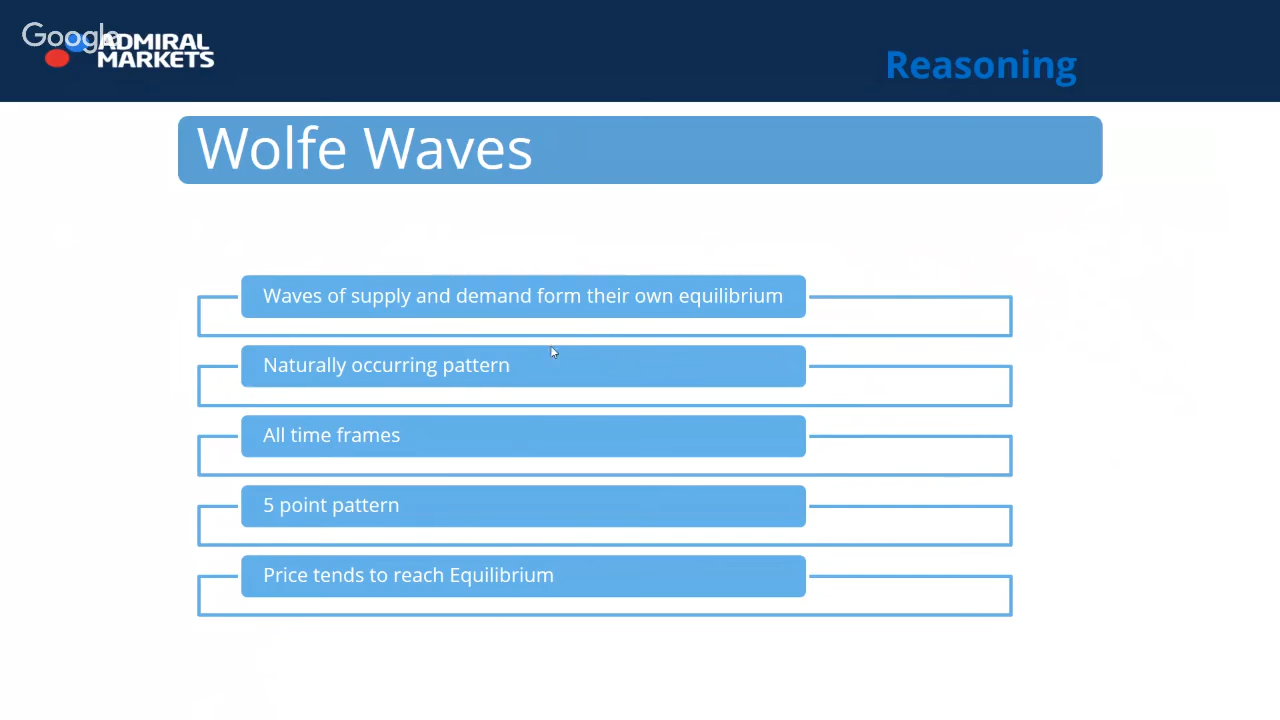 Google
ADMIRAL
MARKETS
Reasoning
Wolfe Waves
Waves of supply and demand form their own equilibrium
Naturally occurring pattern
All time frames
5 point pattern
Price tends to reach Equilibrium